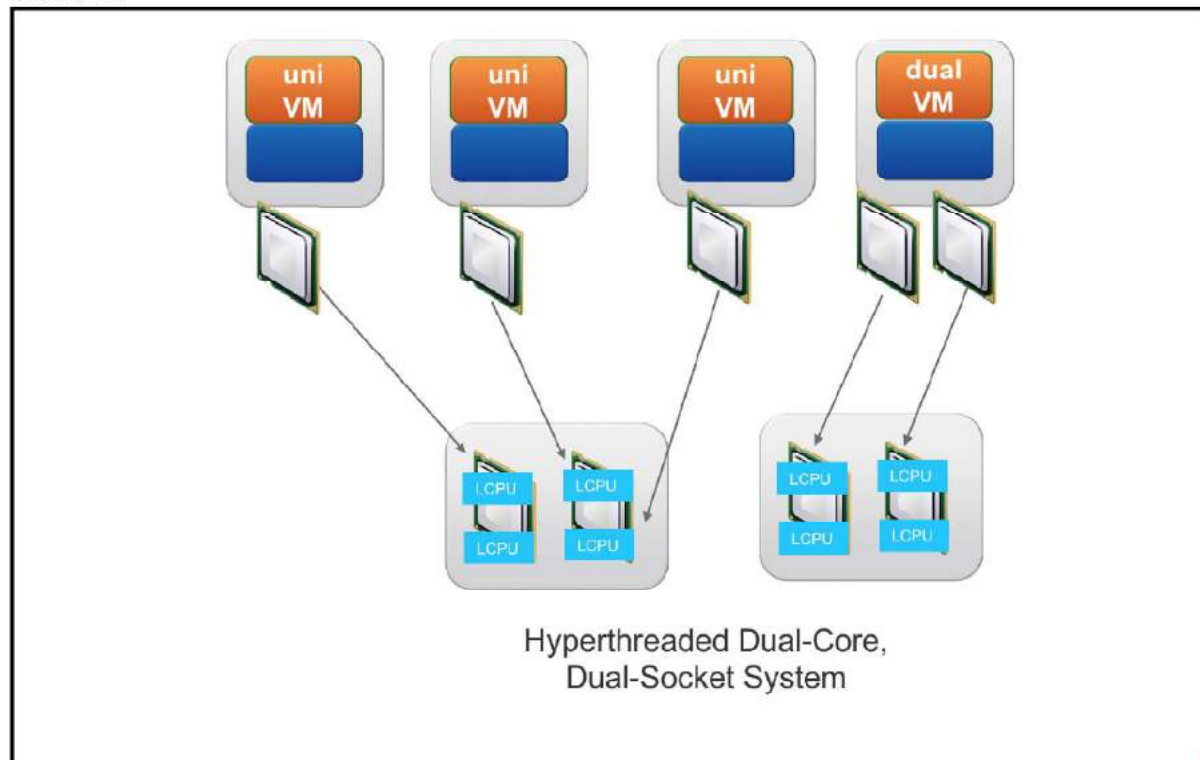 uni
VM
uni
VM
uni
VM
dual
VM
LCPU
LCPU
LCPU
LCPU
LCPU
LCPU
LCPU
LCPU
Hyperthreaded Dual-Core,
Dual-Socket System